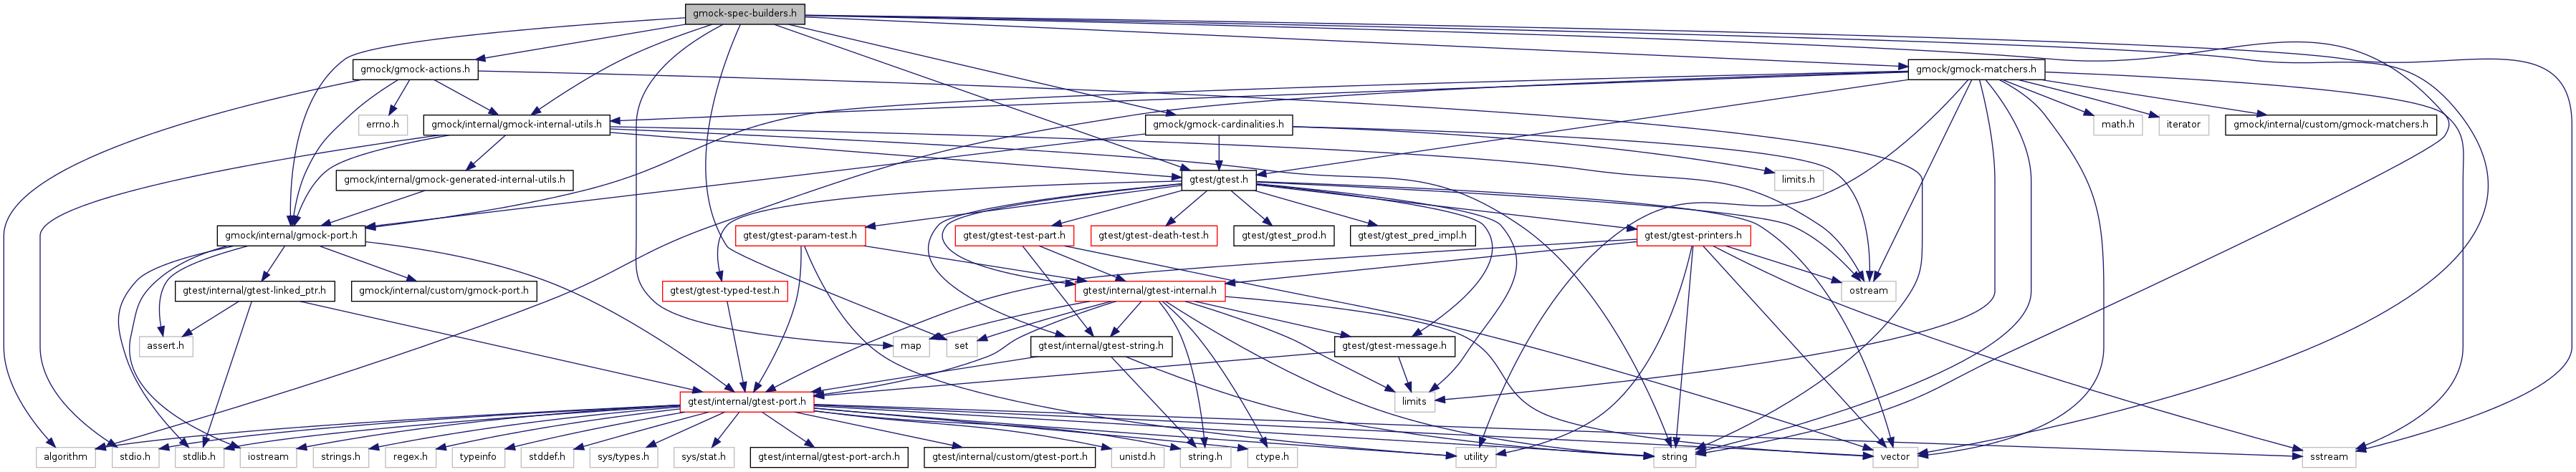 gmock-spec-builders.h
gmock/gmock-actions.h
gmock/gmock-matchers.h
errno.h
gmock/internal/gmock-internal-utils.h
gmock/gmock-cardinalities.h
math.h
iterator
gmock/internal/custom/gmock-matchers.h
gmock/internal/gmock-generated-internal-utils.h
gtest/gtest.h
limits.h
gmock/internal/gmock-port.h
gtest/gtest-param-test.h
gtest/gtest-test-part.h
gtest/gtest-death-test.h
gtest/gtest_prod.h
gtest/gtest_pred_impl.h
gtest/gtest-printers.h
gtest/internal/gtest-linked_ptr.h
gmock/internal/custom/gmock-port.h
gtest/gtest-typed-test.h
gtest/internal/gtest-internal.h
ostream
assert.h
map
set
gtest/internal/gtest-string.h
gtest/gtest-message.h
gtest/internal/gtest-port.h
limits
algorithm
stdio.h
stdlib.h
iostream
strings.h
regex.h
typeinfo
stddef.h
sys/types.h
sys/stat.h
gtest/internal/gtest-port-arch.h
gtest/internal/custom/gtest-port.h
unistd.h
string.h
ctype.h
utility
string
vector
sstream